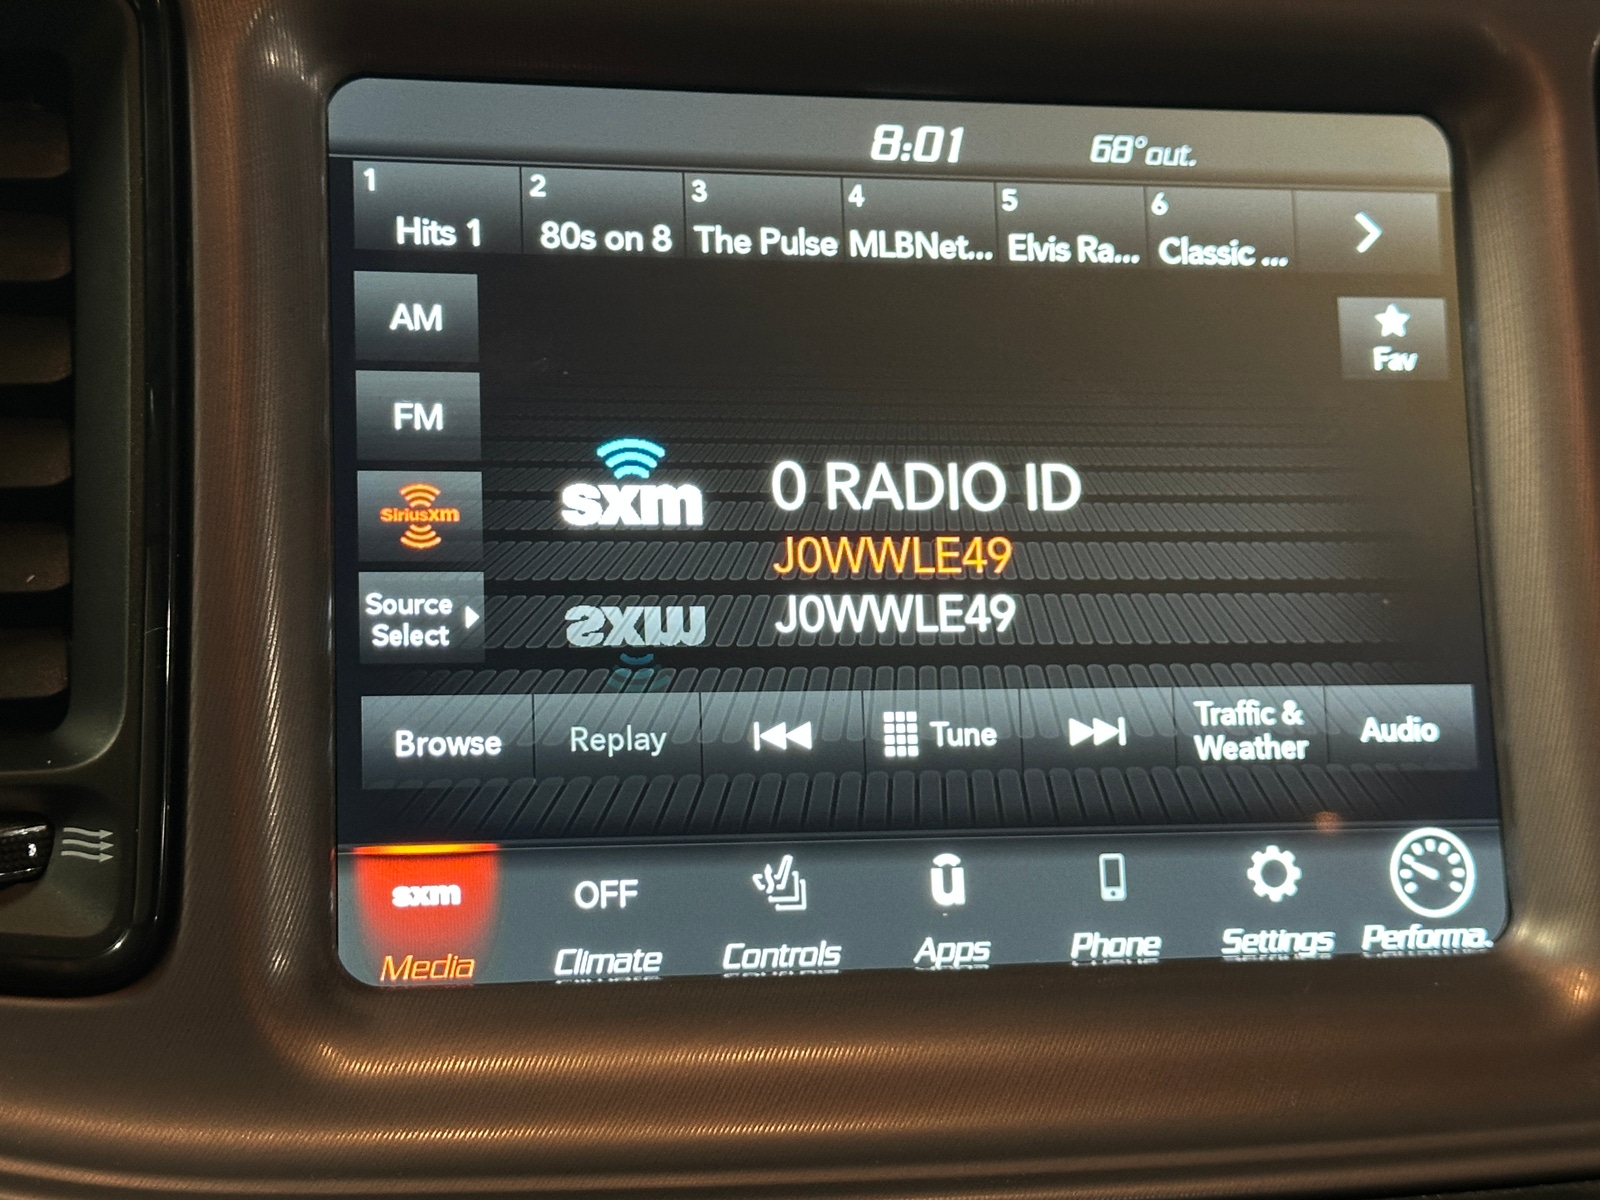 8:01 68°out.
1 2 3 4 5 6
Hits 1 80s on 8 The Pulse MLBNet... Elvis Ra... Classic ...
AM
Fav
FM
sxm 0 RADIO ID
SiriusXM
J0WWLE49
Source
Select
J0WWLE49
Browse Replay Tune Traffic &
Weather Audio
sxm OFF
Media Climate Controls Apps Phone Settings Performa.